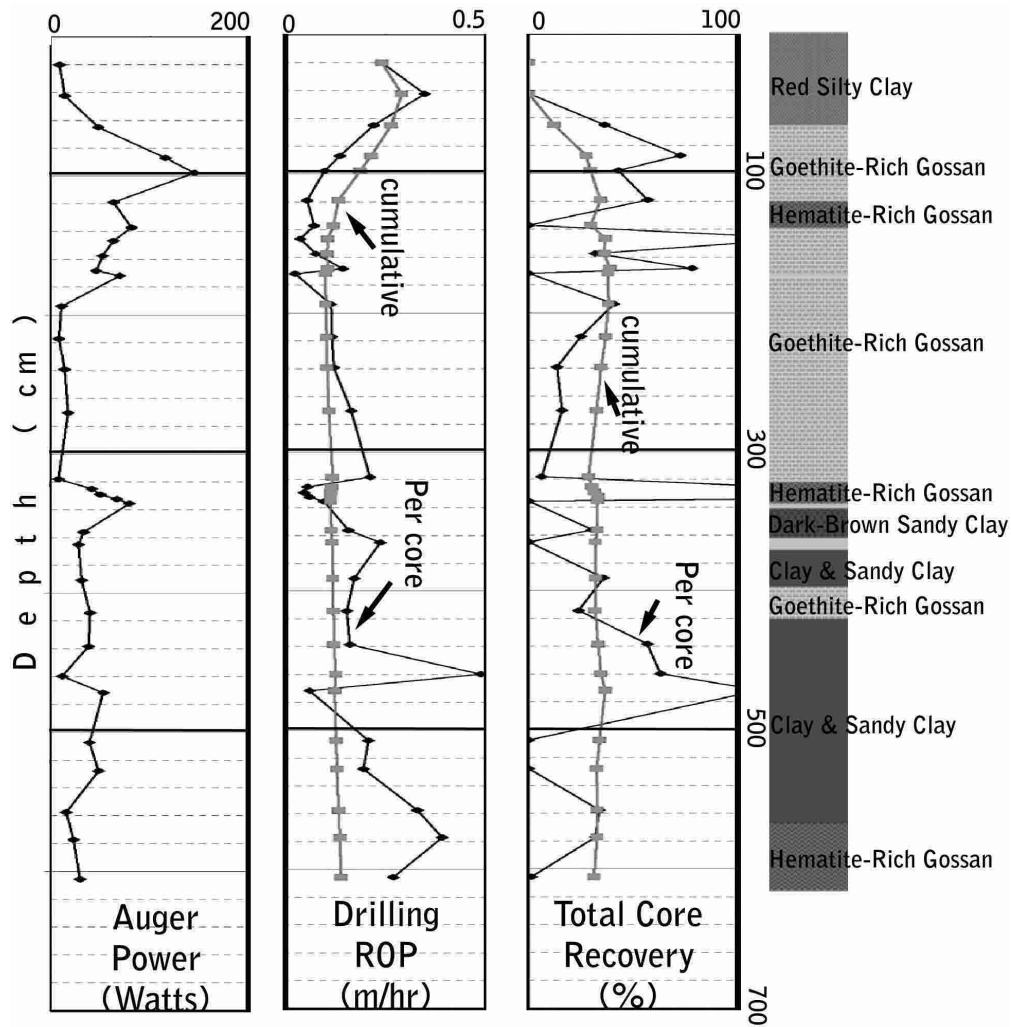 0 200 0 0.5 0 100
Red Silty Clay
100
Goethite-Rich Gossan
Hematite-Rich Gossan
cumulative
cumulative
Goethite-Rich Gossan
Depth (cm)
300
Hematite-Rich Gossan
Per core
Dark-Brown Sandy Clay
Clay & Sandy Clay
Per core
Goethite-Rich Gossan
500
Clay & Sandy Clay
Hematite-Rich Gossan
Auger
Power
(Watts)
Drilling
ROP
(m/hr)
Total Core
Recovery
(%)
700